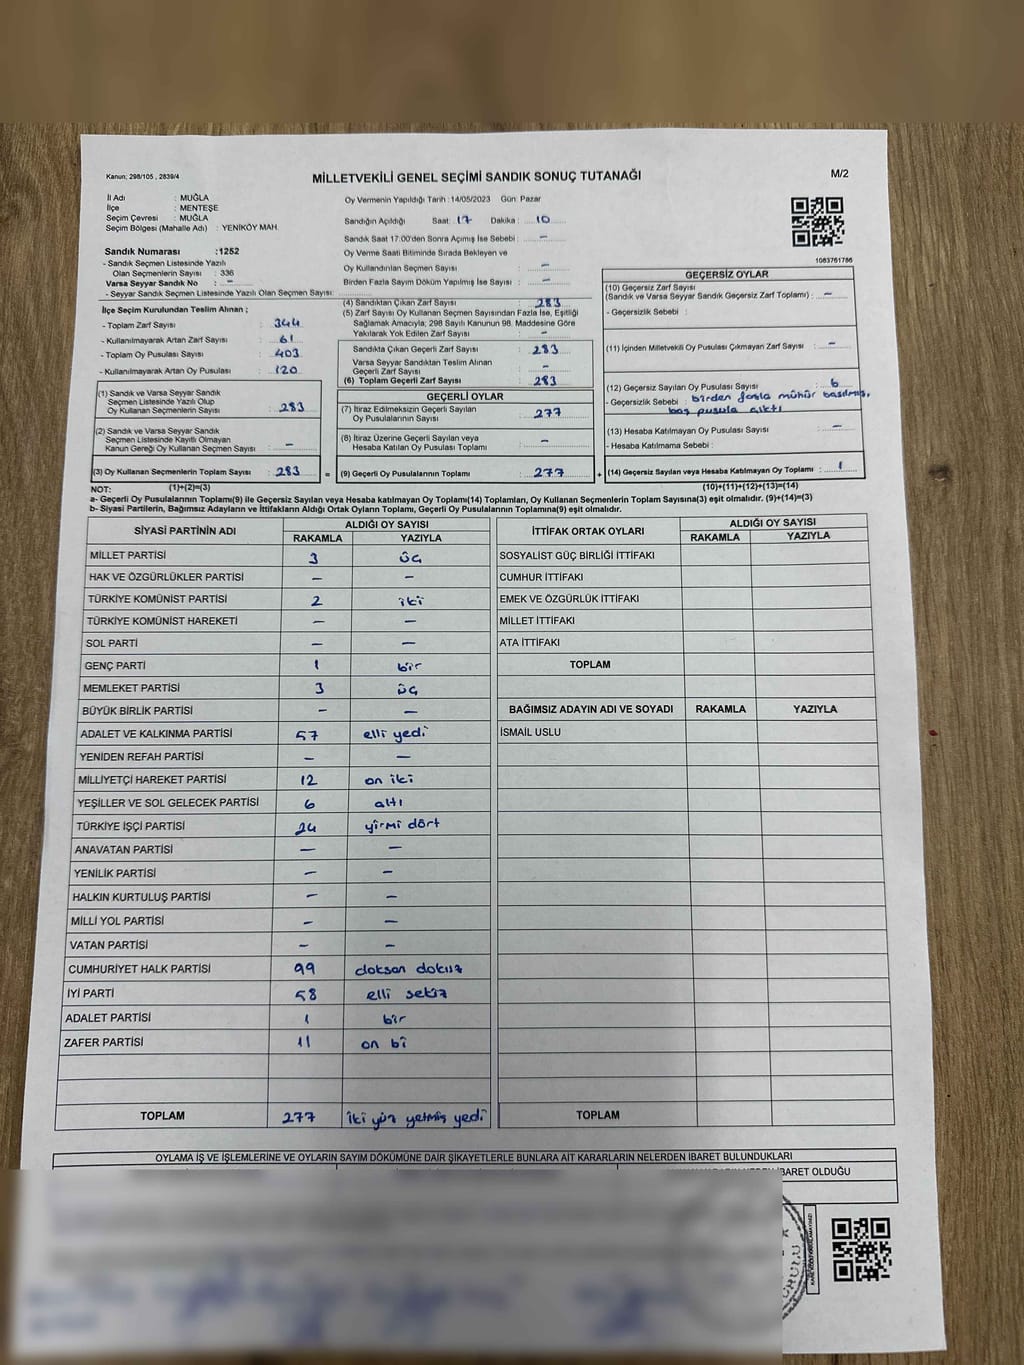 Kanun; 298/105 , 2839/4
MİLLETVEKİLİ GENEL SEÇİMİ SANDIK SONUÇ TUTANAĞI
M/2
İl Adı : MUĞLA
İlçe : MENTEŞE
Seçim Çevresi : MUĞLA
Seçim Bölgesi (Mahalle Adı) : YENİKÖY MAH.
Oy Vermenin Yapıldığı Tarih : 14/05/2023 Gün Pazar
Sandığın Açıldığı Saat: 17 Dakika : 10
Sandık Saat 17:00'den Sonra Açımış İse Sebebi : –
Oy Verme Saati Bitiminde Sırada Bekleyen ve
Oy Kullandırılan Seçmen Sayısı : –
Birden Fazla Sayım Döküm Yapılmış İse Sayısı : –
1083761786
Sandık Numarası :1252
- Sandık Seçmen Listesinde Yazılı
Olan Seçmenlerin Sayısı : 336
Varsa Seyyar Sandık No : –
- Seyyar Sandık Seçmen Listesinde Yazılı Olan Seçmen Sayısı:
İlçe Seçim Kurulundan Teslim Alınan ;
- Toplam Zarf Sayısı : 344
- Kullanılmayarak Artan Zarf Sayısı : 61
- Toplam Oy Pusulası Sayısı : 403
- Kullanılmayarak Artan Oy Pusulası : 120
(1) Sandık ve Varsa Seyyar Sandık
Seçmen Listesinde Yazılı Olup
Oy Kullanan Seçmenlerin Sayısı : 283
(2) Sandık ve Varsa Seyyar Sandık
Seçmen Listesinde Kayıtlı Olmayan
Kanun Gereği Oy Kullanan Seçmen Sayısı : –
(3) Oy Kullanan Seçmenlerin Toplam Sayısı : 283 =
(4) Sandıktan Çıkan Zarf Sayısı : 283
(5) Zarf Sayısı Oy Kullanan Seçmen Sayısından Fazla İse, Eşitliği
Sağlamak Amacıyla; 298 Sayılı Kanunun 98. Maddesine Göre
Yakılarak Yok Edilen Zarf Sayısı : –
Sandıkta Çıkan Geçerli Zarf Sayısı : 283
Varsa Seyyar Sandıktan Teslim Alınan
Geçerli Zarf Sayısı : –
(6) Toplam Geçerli Zarf Sayısı : 283
GEÇERLİ OYLAR
(7) İtiraz Edilmeksizin Geçerli Sayılan
Oy Pusulalarının Sayısı : 277
(8) İtiraz Üzerine Geçerli Sayılan veya
Hesaba Katılan Oy Pusulası Toplamı : –
(9) Geçerli Oy Pusulalarının Toplamı : 277 +
GEÇERSİZ OYLAR
(10) Geçersiz Zarf Sayısı
(Sandık ve Varsa Seyyar Sandık Geçersiz Zarf Toplamı) : –
- Geçersizlik Sebebi :
(11) İçinden Milletvekili Oy Pusulası Çıkmayan Zarf Sayısı : –
(12) Geçersiz Sayılan Oy Pusulası Sayısı : 6
- Geçersizlik Sebebi : birden fazla mühür basılmış,
boş pusula çıktı
(13) Hesaba Katılmayan Oy Pusulası Sayısı : –
- Hesaba Katılmama Sebebi :
(14) Geçersiz Sayılan veya Hesaba Katılmayan Oy Toplamı : 1
NOT: (1)+(2)=(3)
(10)+(11)+(12)+(13)=(14)
a- Geçerli Oy Pusulalarının Toplamı(9) ile Geçersiz Sayılan veya Hesaba katılmayan Oy Toplamı(14) Toplamları, Oy Kullanan Seçmenlerin Toplam Sayısına(3) eşit olmalıdır. (9)+(14)=(3)
b- Siyasi Partilerin, Bağımsız Adayların ve İttifakların Aldığı Ortak Oyların Toplamı, Geçerli Oy Pusulalarının Toplamına(9) eşit olmalıdır.
SİYASİ PARTİNİN ADI
ALDIĞI OY SAYISI
RAKAMLA YAZIYLA
MİLLET PARTİSİ 3 üç
HAK VE ÖZGÜRLÜKLER PARTİSİ – –
TÜRKİYE KOMÜNİST PARTİSİ 2 iki
TÜRKİYE KOMÜNİST HAREKETİ – –
SOL PARTİ – –
GENÇ PARTİ 1 bir
MEMLEKET PARTİSİ 3 üç
BÜYÜK BİRLİK PARTİSİ – –
ADALET VE KALKINMA PARTİSİ 57 elli yedi
YENİDEN REFAH PARTİSİ – –
MİLLİYETÇİ HAREKET PARTİSİ 12 on iki
YEŞİLLER VE SOL GELECEK PARTİSİ 6 altı
TÜRKİYE İŞÇİ PARTİSİ 24 yirmi dört
ANAVATAN PARTİSİ – –
YENİLİK PARTİSİ – –
HALKIN KURTULUŞ PARTİSİ – –
MİLLİ YOL PARTİSİ – –
VATAN PARTİSİ – –
CUMHURİYET HALK PARTİSİ 99 doksan dokuz
İYİ PARTİ 58 elli sekiz
ADALET PARTİSİ 1 bir
ZAFER PARTİSİ 11 on bi
TOPLAM 277 iki yüz yetmiş yedi
İTTİFAK ORTAK OYLARI
ALDIĞI OY SAYISI
RAKAMLA YAZIYLA
SOSYALİST GÜÇ BİRLİĞİ İTTİFAKI
CUMHUR İTTİFAKI
EMEK VE ÖZGÜRLÜK İTTİFAKI
MİLLET İTTİFAKI
ATA İTTİFAKI
TOPLAM
BAĞIMSIZ ADAYIN ADI VE SOYADI RAKAMLA YAZIYLA
İSMAİL USLU
TOPLAM
OYLAMA İŞ VE İŞLEMLERİNE VE OYLARIN SAYIM DÖKÜMÜNE DAİR ŞİKAYETLERLE BUNLARA AİT KARARLARIN NELERDEN İBARET BULUNDUKLARI
İBARET OLDUĞU